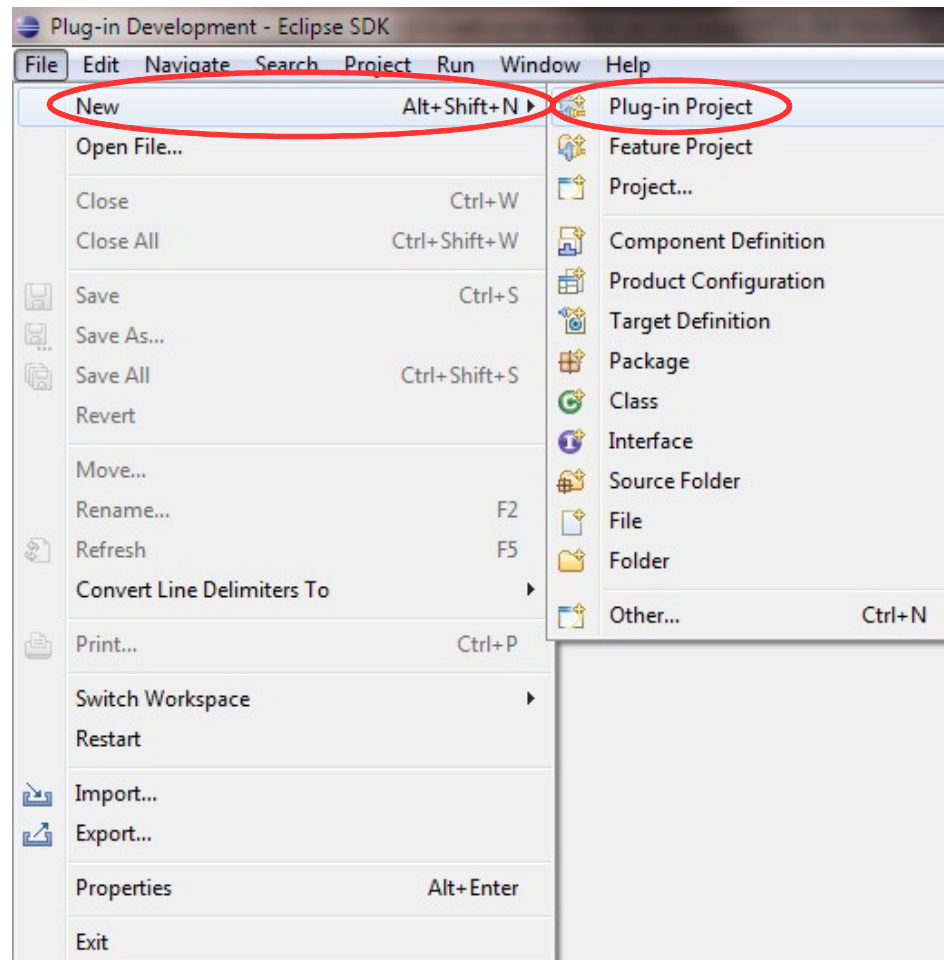 Plug-in Development - Eclipse SDK
File Edit Navigate Search Project Run Window Help
New Alt+Shift+N
Open File...
Close Ctrl+W
Close All Ctrl+Shift+W
Save Ctrl+S
Save As...
Save All Ctrl+Shift+S
Revert
Move...
Rename... F2
Refresh F5
Convert Line Delimiters To
Print... Ctrl+P
Switch Workspace
Restart
Import...
Export...
Properties Alt+Enter
Exit
Plug-in Project
Feature Project
Project...
Component Definition
Product Configuration
Target Definition
Package
Class
Interface
Source Folder
File
Folder
Other... Ctrl+N